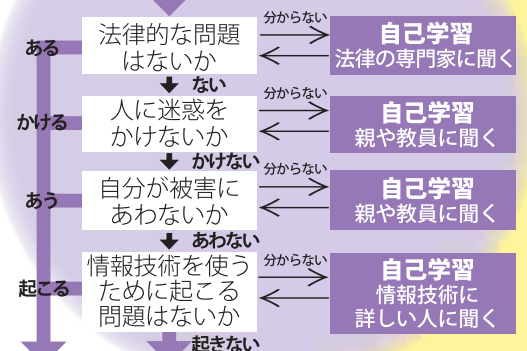 法律的な問題
はないか
ある
分からない
自己学習
法律の専門家に聞く
ない
人に迷惑を
かけないか
かける
分からない
自己学習
親や教員に聞く
かけない
自分が被害に
あわないか
あう
分からない
自己学習
親や教員に聞く
あわない
情報技術を使う
ために起こる
問題はないか
起こる
分からない
自己学習
情報技術に
詳しい人に聞く
起きない